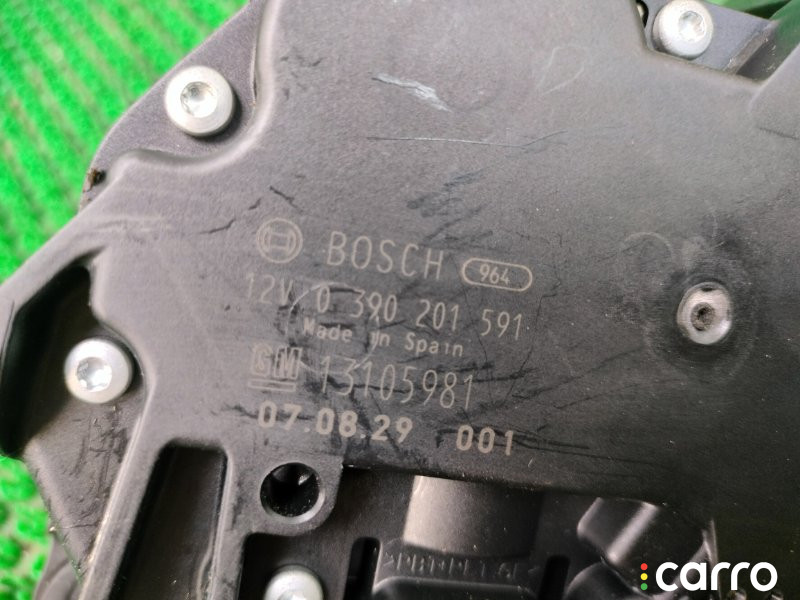 BOSCH 964
12V 0 390 201 591
Made in Spain
GM 13105981
07.08.29 001
carro